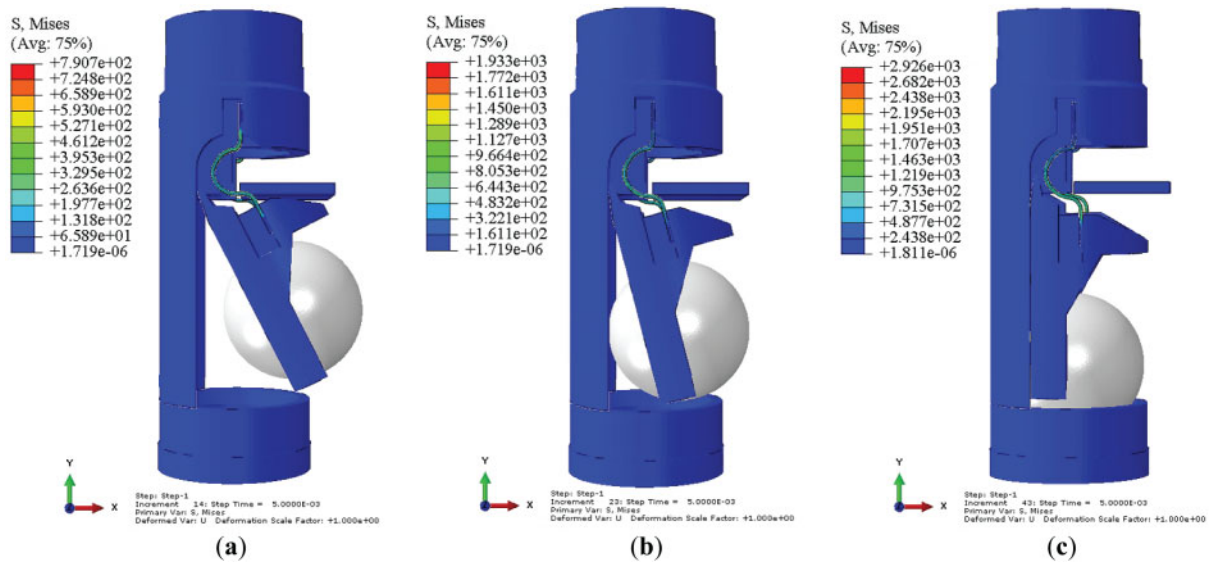 S, Mises
(Avg: 75%)
+7.907e+02
+7.248e+02
+6.589e+02
+5.930e+02
+5.271e+02
+4.612e+02
+3.953e+02
+3.295e+02
+2.636e+02
+1.977e+02
+1.318e+02
+6.589e+01
+1.719e-06
Y
X
Step: Step-1
Increment 14: Step Time = 5.0000E-03
Primary Var: S, Mises
Deformed Var: U Deformation Scale Factor: +1.000e+00
(a)
S, Mises
(Avg: 75%)
+1.933e+03
+1.772e+03
+1.611e+03
+1.450e+03
+1.289e+03
+1.127e+03
+9.664e+02
+8.053e+02
+6.443e+02
+4.832e+02
+3.221e+02
+1.611e+02
+1.719e-06
Y
X
Step: Step-1
Increment 23: Step Time = 5.0000E-03
Primary Var: S, Mises
Deformed Var: U Deformation Scale Factor: +1.000e+00
(b)
S, Mises
(Avg: 75%)
+2.926e+03
+2.682e+03
+2.438e+03
+2.195e+03
+1.951e+03
+1.707e+03
+1.463e+03
+1.219e+03
+9.753e+02
+7.315e+02
+4.877e+02
+2.438e+02
+1.811e-06
Y
X
Step: Step-1
Increment 43: Step Time = 5.0000E-03
Primary Var: S, Mises
Deformed Var: U Deformation Scale Factor: +1.000e+00
(c)